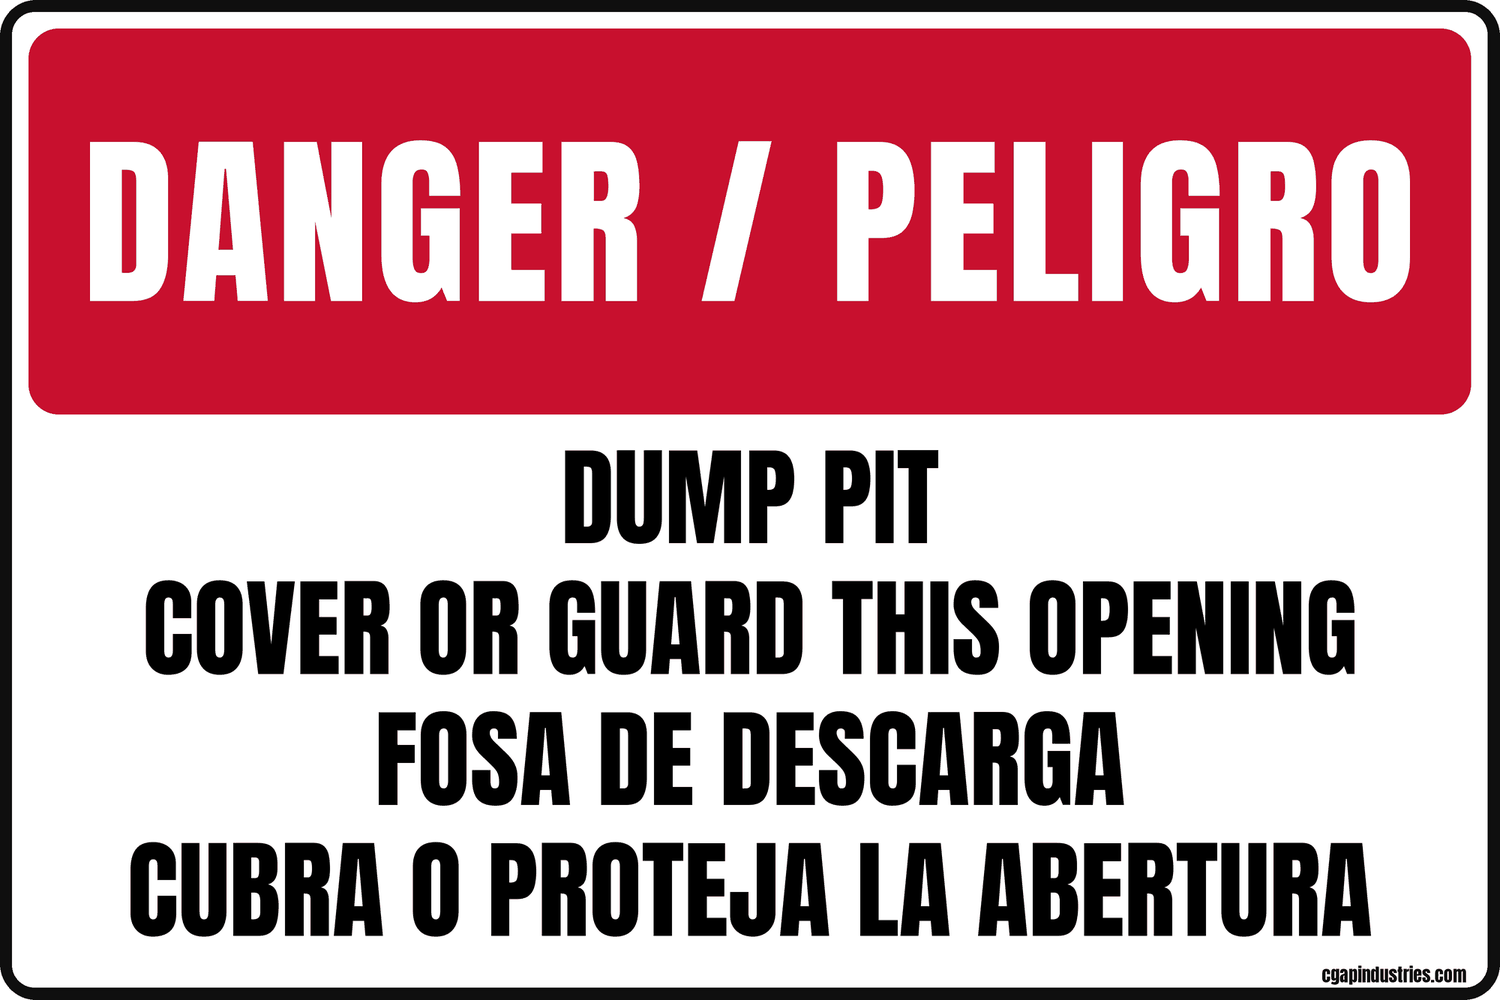 DANGER / PELIGRO
DUMP PIT
COVER OR GUARD THIS OPENING
FOSA DE DESCARGA
CUBRA O PROTEJA LA ABERTURA
cgapindustries.com